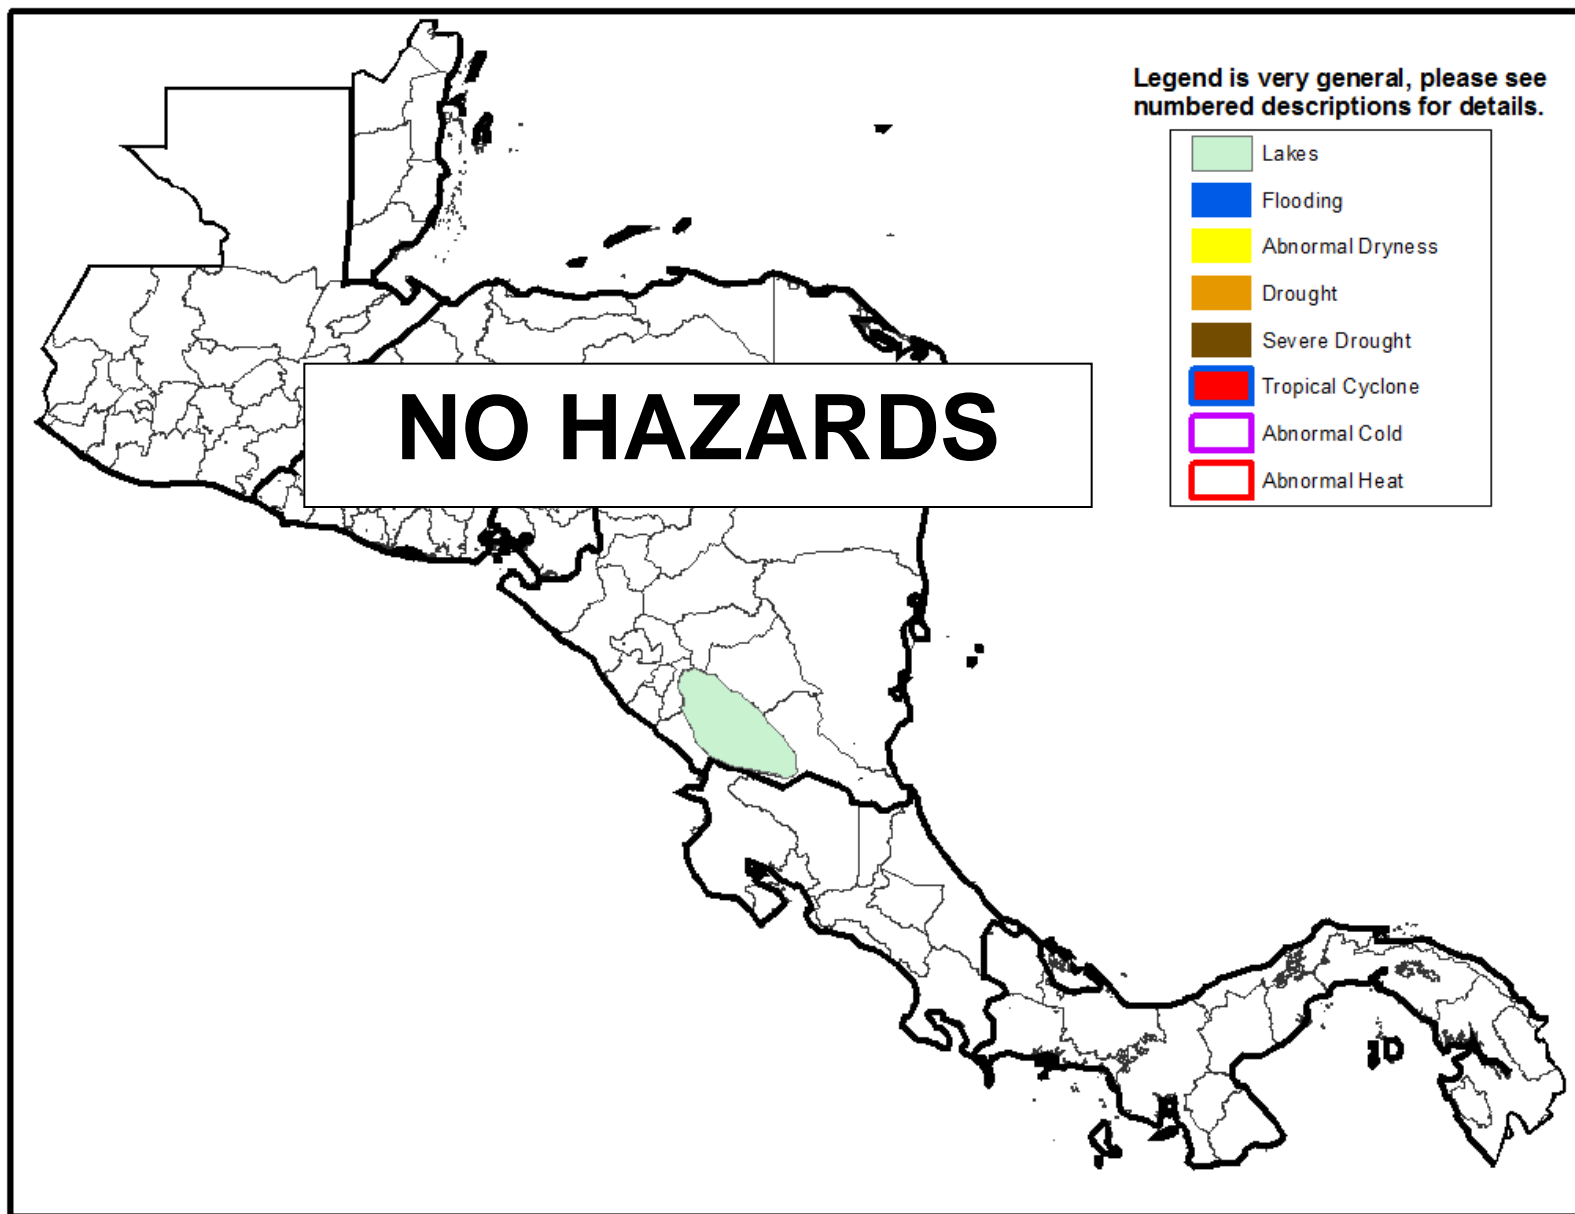 Legend is very general, please see
numbered descriptions for details.
Lakes
Flooding
Abnormal Dryness
Drought
Severe Drought
Tropical Cyclone
Abnormal Cold
Abnormal Heat
NO HAZARDS